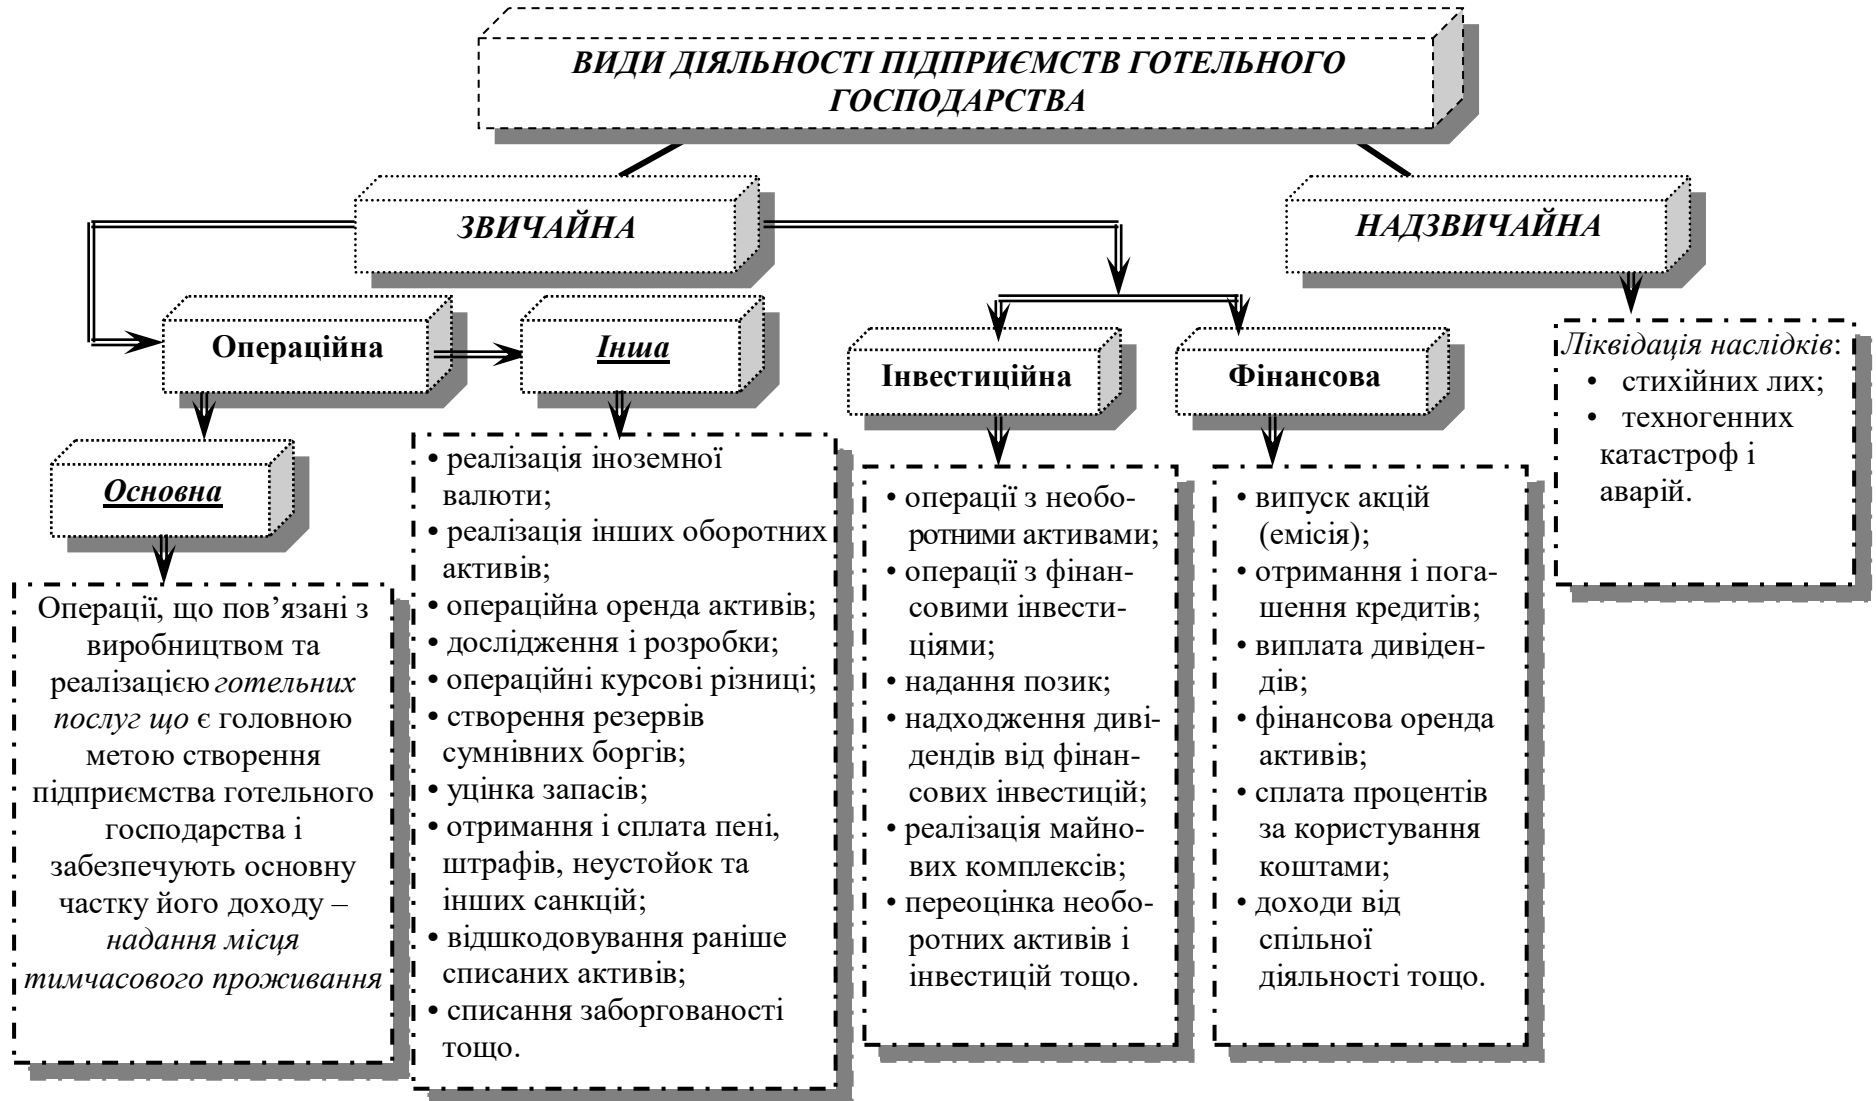 ВИДИ ДІЯЛЬНОСТІ ПІДПРИЄМСТВ ГОТЕЛЬНОГО
ГОСПОДАРСТВА
ЗВИЧАЙНА
НАДЗВИЧАЙНА
Операційна
Інша
Інвестиційна
Фінансова
Основна
Операції, що пов’язані з
виробництвом та
реалізацією готельних
послуг що є головною
метою створення
підприємства готельного
господарства і
забезпечують основну
частку його доходу –
надання місця
тимчасового проживання
• реалізація іноземної
валюти;
• реалізація інших оборотних
активів;
• операційна оренда активів;
• дослідження і розробки;
• операційні курсові різниці;
• створення резервів
сумнівних боргів;
• уцінка запасів;
• отримання і сплата пені,
штрафів, неустойок та
інших санкцій;
• відшкодовування раніше
списаних активів;
• списання заборгованості
тощо.
• операції з необо-
ротними активами;
• операції з фінан-
совими інвести-
ціями;
• надання позик;
• надходження диві-
дендів від фінан-
сових інвестицій;
• реалізація майно-
вих комплексів;
• переоцінка необо-
ротних активів і
інвестицій тощо.
• випуск акцій
(емісія);
• отримання і пога-
шення кредитів;
• виплата дивіден-
дів;
• фінансова оренда
активів;
• сплата процентів
за користування
коштами;
• доходи від
спільної
діяльності тощо.
Ліквідація наслідків:
• стихійних лих;
• техногенних
катастроф і
аварій.